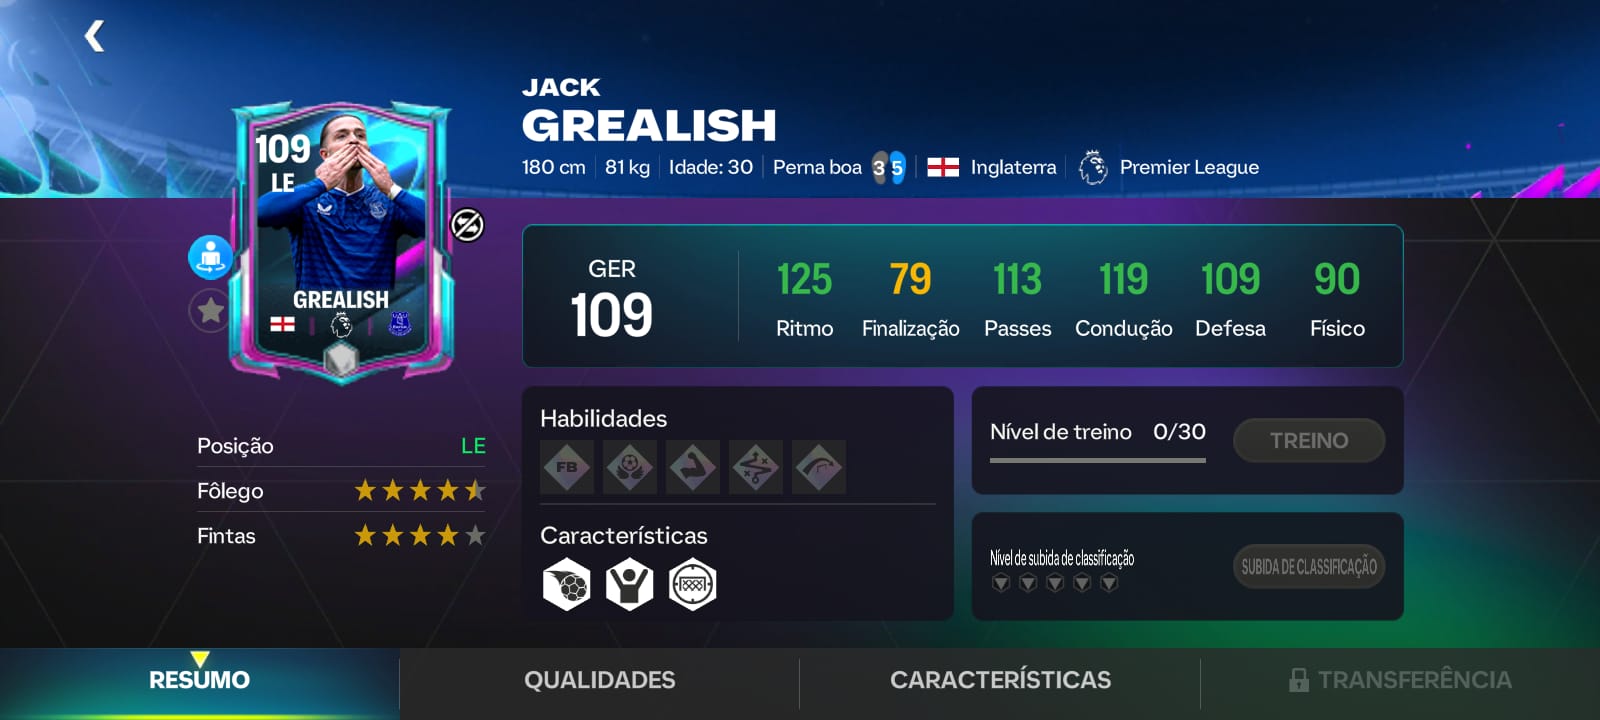 JACK
GREALISH
180 cm 81 kg Idade: 30 Perna boa 3 5 Inglaterra Premier League
109
LE
GREALISH
GER
109
125 79 113 119 109 90
Ritmo Finalização Passes Condução Defesa Físico
Posição LE
Fôlego
Fintas
Habilidades
FB
Características
Nível de treino 0/30
TREINO
Nível de subida de classificação
SUBIDA DE CLASSIFICAÇÃO
RESUMO QUALIDADES CARACTERÍSTICAS TRANSFERÊNCIA